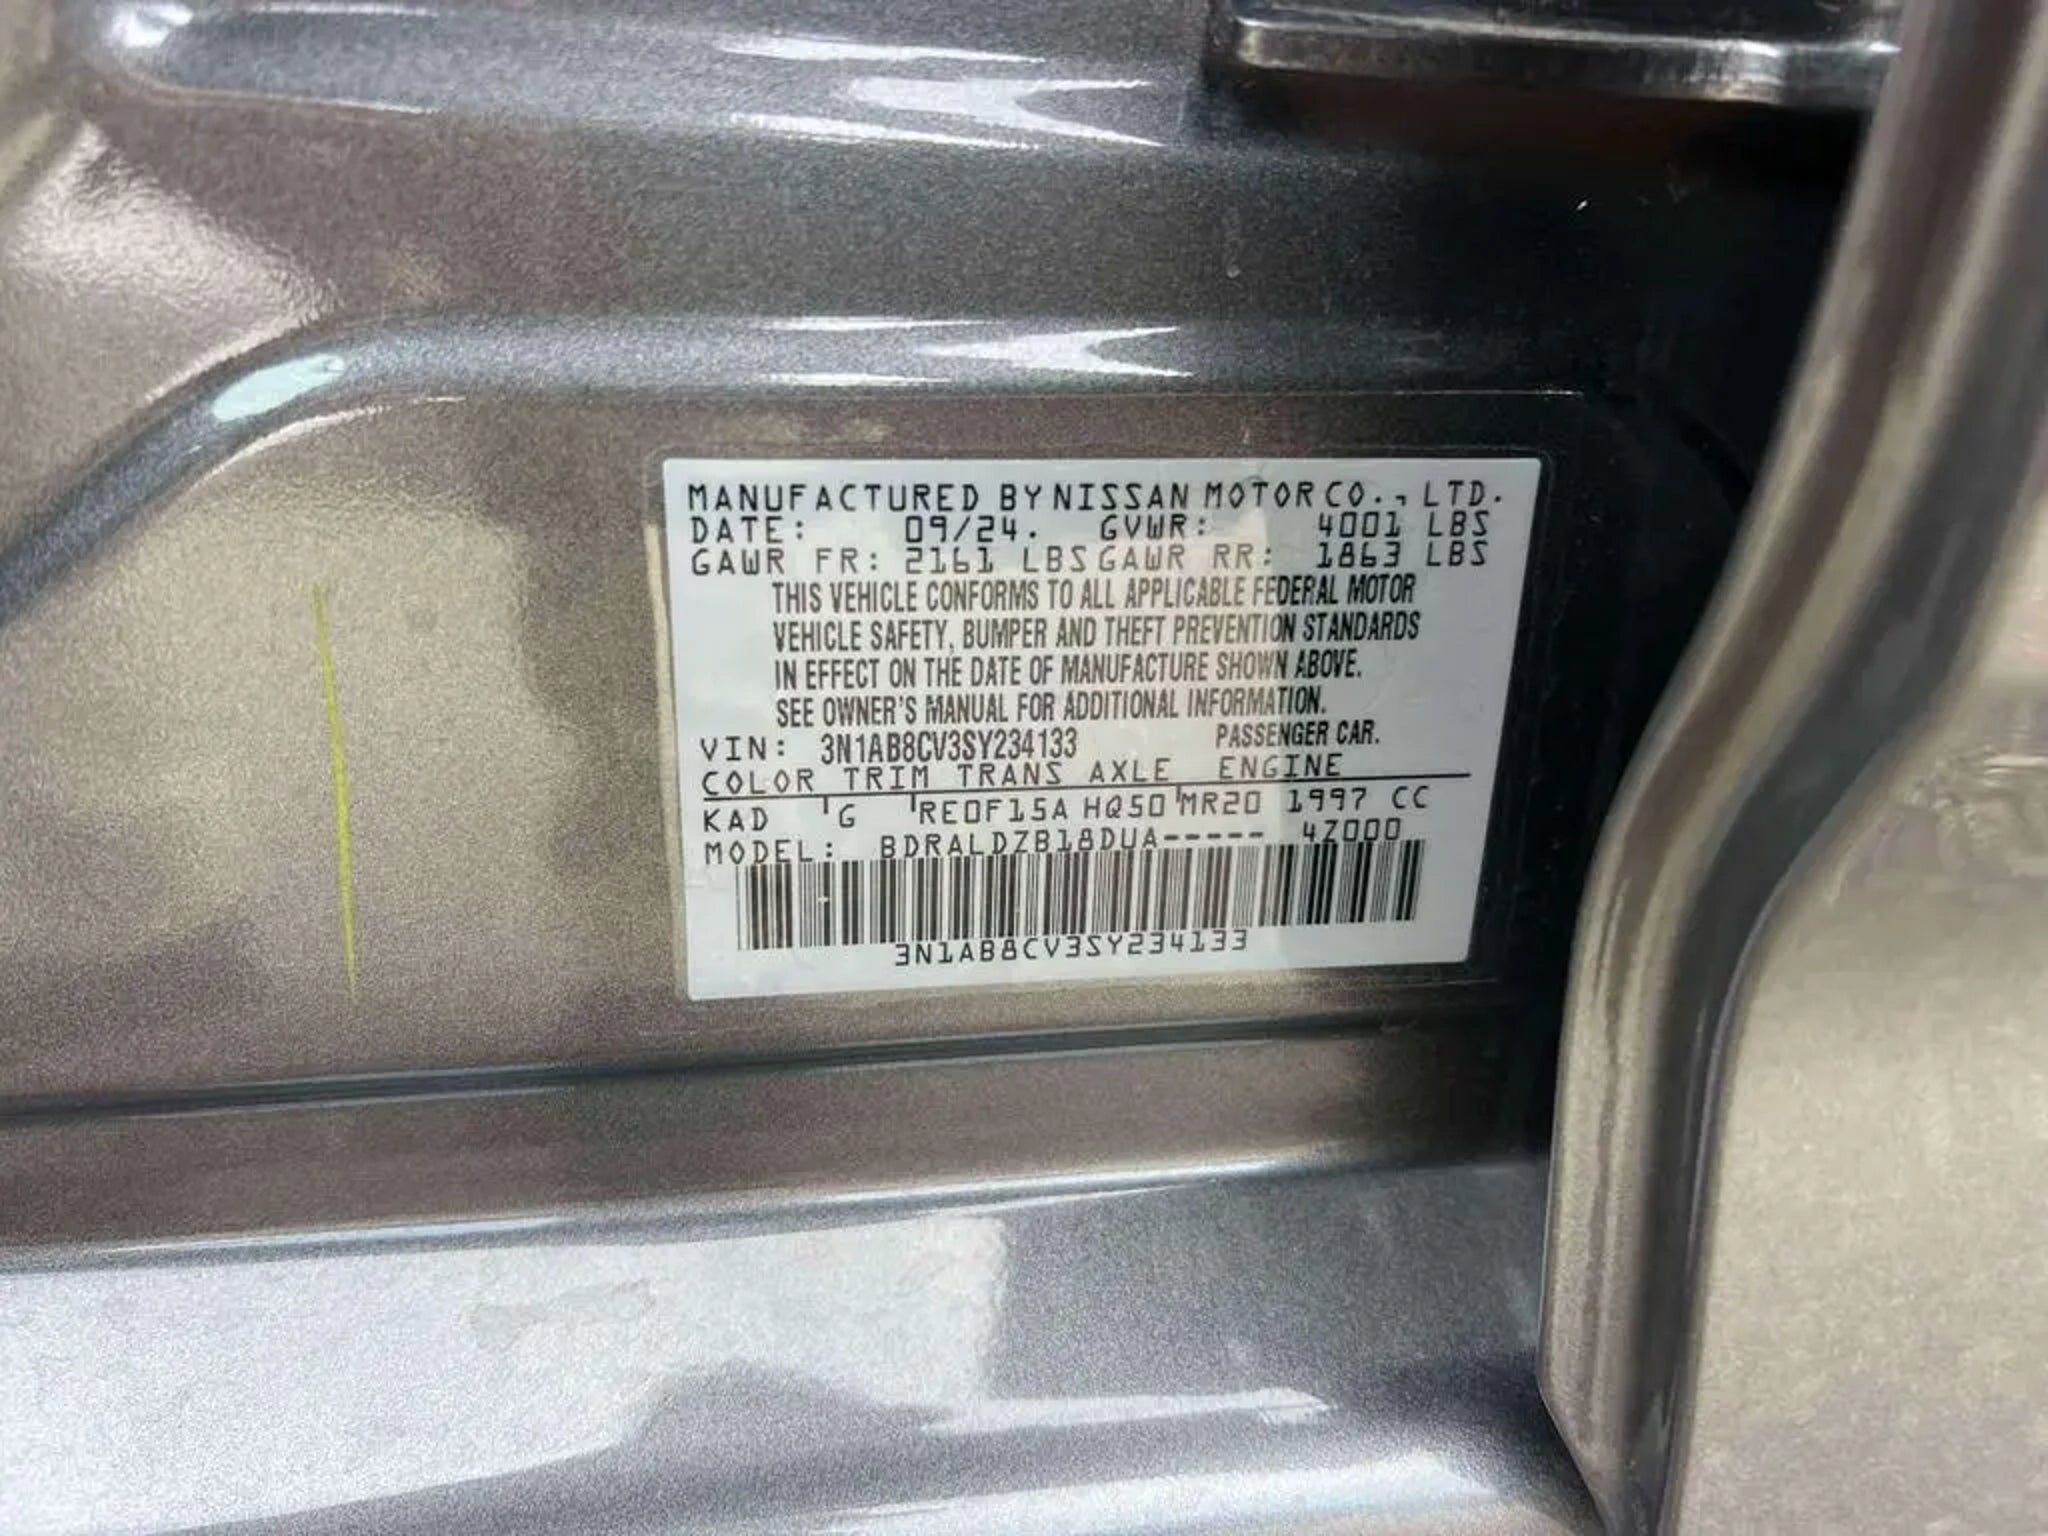 MANUFACTURED BY NISSAN MOTOR CO., LTD.
DATE: 09/24. GVWR: 4001 LBS
GAWR FR: 2161 LBS GAWR RR: 1863 LBS
THIS VEHICLE CONFORMS TO ALL APPLICABLE FEDERAL MOTOR
VEHICLE SAFETY, BUMPER AND THEFT PREVENTION STANDARDS
IN EFFECT ON THE DATE OF MANUFACTURE SHOWN ABOVE.
SEE OWNER'S MANUAL FOR ADDITIONAL INFORMATION.
VIN: 3N1AB8CV3SY234133 PASSENGER CAR.
COLOR TRIM TRANS AXLE ENGINE
KAD G RE0F15A HQ50 MR20 1997 CC
MODEL: BDRALDZB18DUA----- 4Z000
3N1AB8CV3SY234133